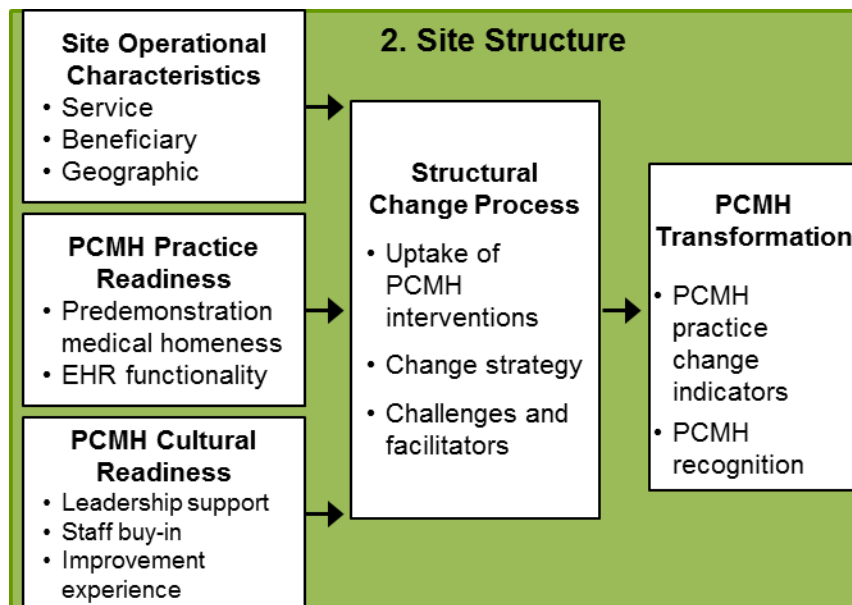 2. Site Structure
Site Operational
Characteristics
• Service
• Beneficiary
• Geographic
PCMH Practice
Readiness
• Predemonstration
medical homeness
• EHR functionality
PCMH Cultural
Readiness
• Leadership support
• Staff buy-in
• Improvement
experience
Structural
Change Process
• Uptake of
PCMH
interventions
• Change strategy
• Challenges and
facilitators
PCMH
Transformation
• PCMH
practice
change
indicators
• PCMH
recognition